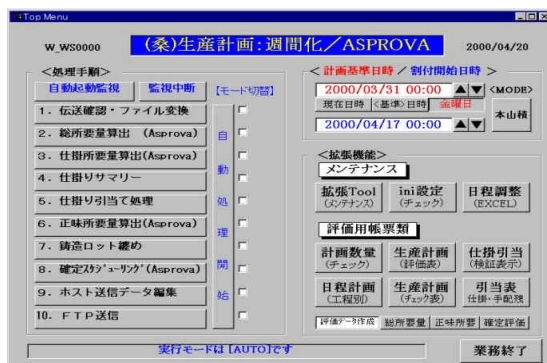 Top Menu
W_WS0000
(桑)生産計画:週間化/ASPROVA
2000/04/20
<処理手順>
自動起動監視 監視中断 【モード切替】
1. 伝送確認・ファイル変換
2. 総所要量算出 (Asprova)
3. 仕掛所要量算出(Asprova)
4. 仕掛りサマリー
5. 仕掛り引当て処理
6. 正味所要量算出(Asprova)
7. 鋳造ロット纏め
8. 確定スケジューリング(Asprova)
9. ホスト送信データ編集
10. FTP送信
自動処理開始
<計画基準日時 / 割付開始日時>
2000/03/31 00:00 <MODE>
現在日時 <基準>日時 金曜日 本山積
2000/04/17 00:00
<拡張機能>
メンテナンス
拡張Tool (メンテナンス)
ini設定 (チェック)
日程調整 (EXCEL)
評価用帳票類
計画数量 (チェック)
生産計画 (評価表)
仕掛引当 (検証表示)
日程計画 (工程別)
生産計画 (チェック表)
引当表 仕掛・手配残
評価データ作成 総所要量 正味所要 確定評価
実行モードは【AUTO】です
業務終了